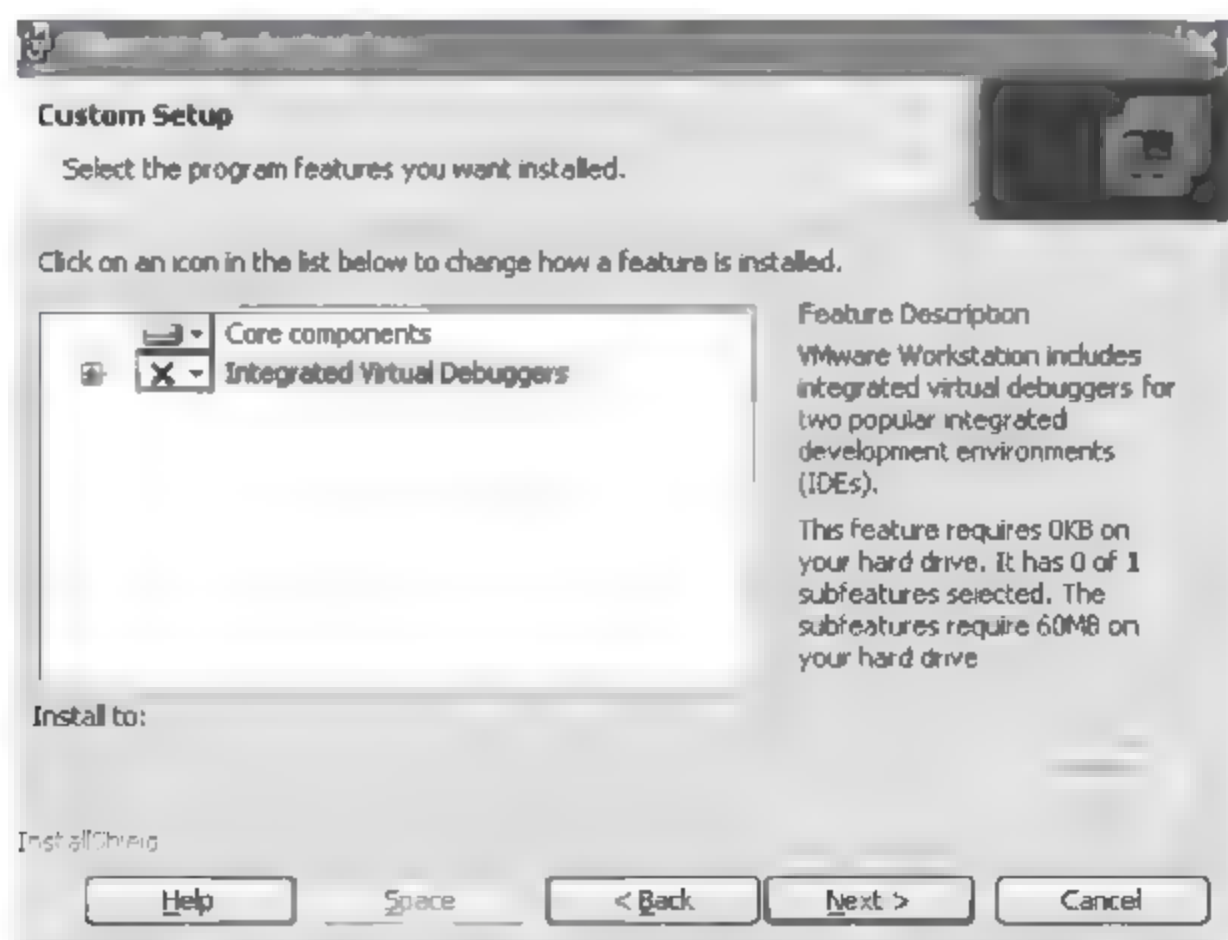 Custom Setup
Select the program features you want installed.
Click on an icon in the list below to change how a feature is installed.
Core components
Integrated Virtual Debuggers
Feature Description
VMware Workstation includes
integrated virtual debuggers for
two popular integrated
development environments
(IDEs).
This feature requires 0KB on
your hard drive. It has 0 of 1
subfeatures selected. The
subfeatures require 60MB on
your hard drive
Install to:
InstallShield
Help
Space
< Back
Next >
Cancel